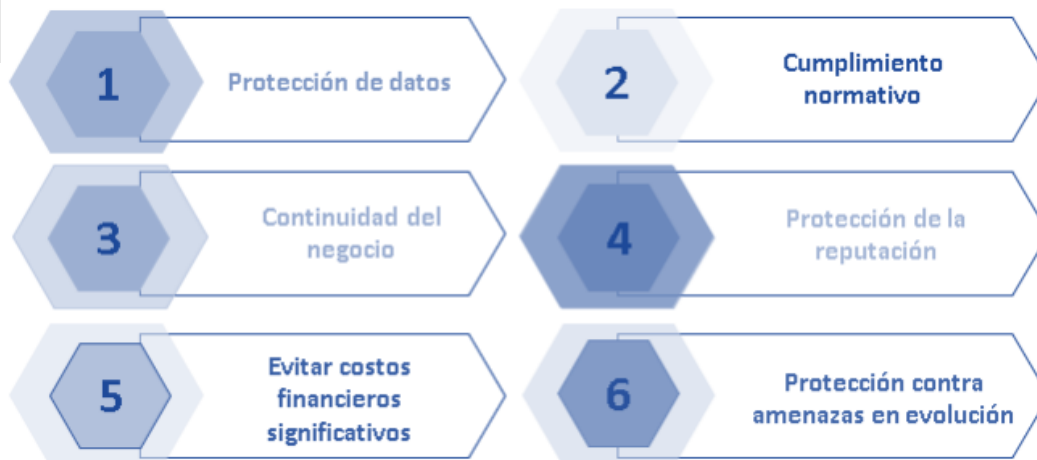 1
Protección de datos
2
Cumplimiento
normativo
3
Continuidad del
negocio
4
Protección de la
reputación
5
Evitar costos
financieros
significativos
6
Protección contra
amenazas en evolución